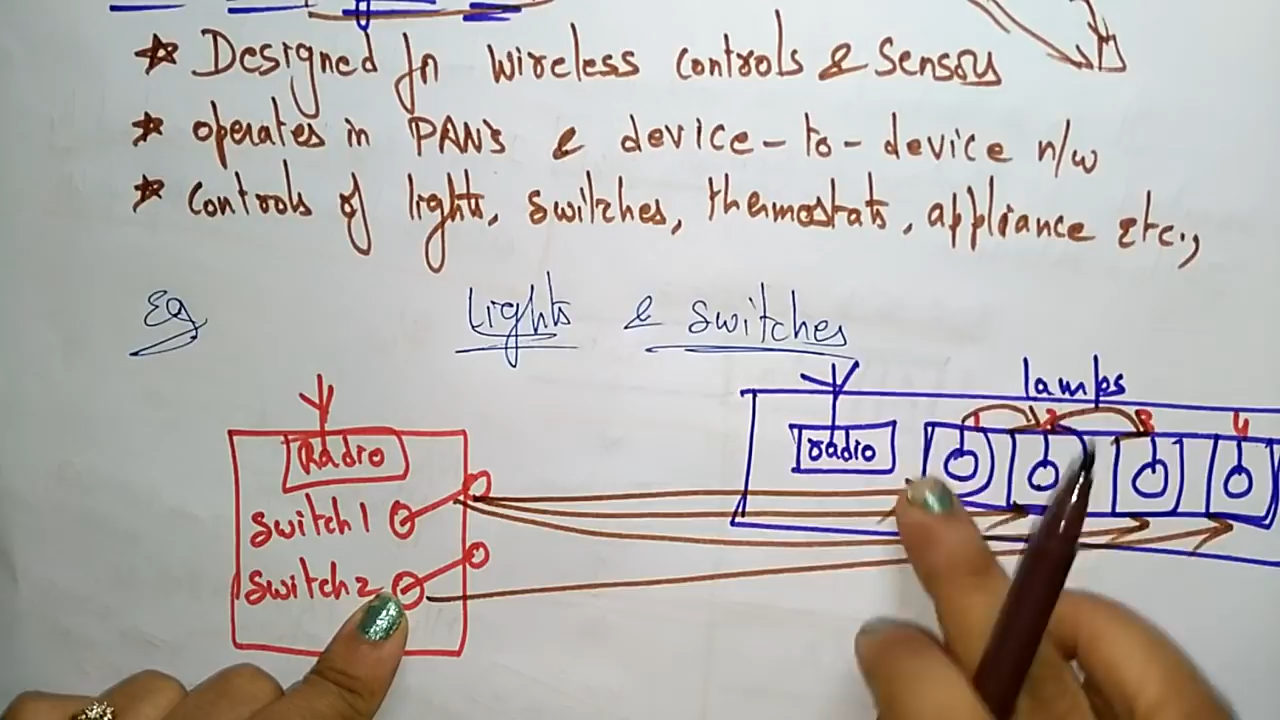 ★ Designed for wireless controls & sensors
★ operates in PAN's & device-to-device n/w
★ Controls of lights, switches, thermostats, appliance etc.,
Eg Lights & switches
lamps
1 2 3 4
Radio radio
Switch1
Switch2